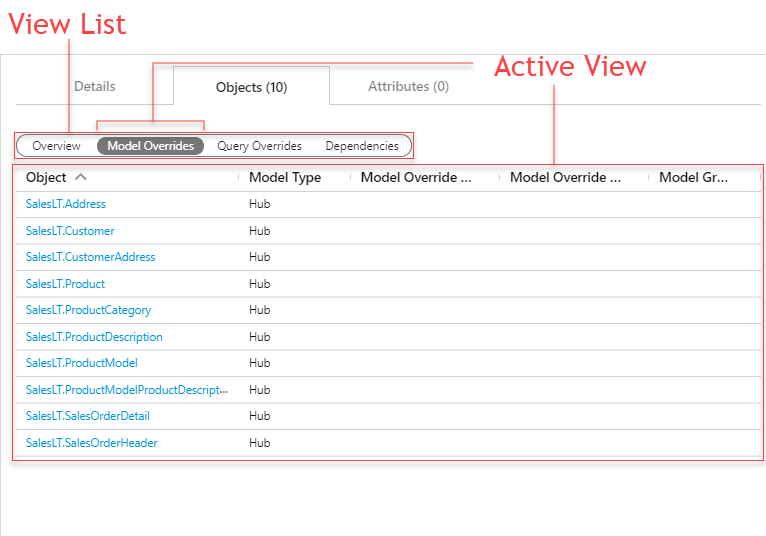 View List
Active View
Details Objects (10) Attributes (0)
Overview Model Overrides Query Overrides Dependencies
Object Model Type Model Override ... Model Override ... Model Gr...
SalesLT.Address Hub
SalesLT.Customer Hub
SalesLT.CustomerAddress Hub
SalesLT.Product Hub
SalesLT.ProductCategory Hub
SalesLT.ProductDescription Hub
SalesLT.ProductModel Hub
SalesLT.ProductModelProductDescript... Hub
SalesLT.SalesOrderDetail Hub
SalesLT.SalesOrderHeader Hub